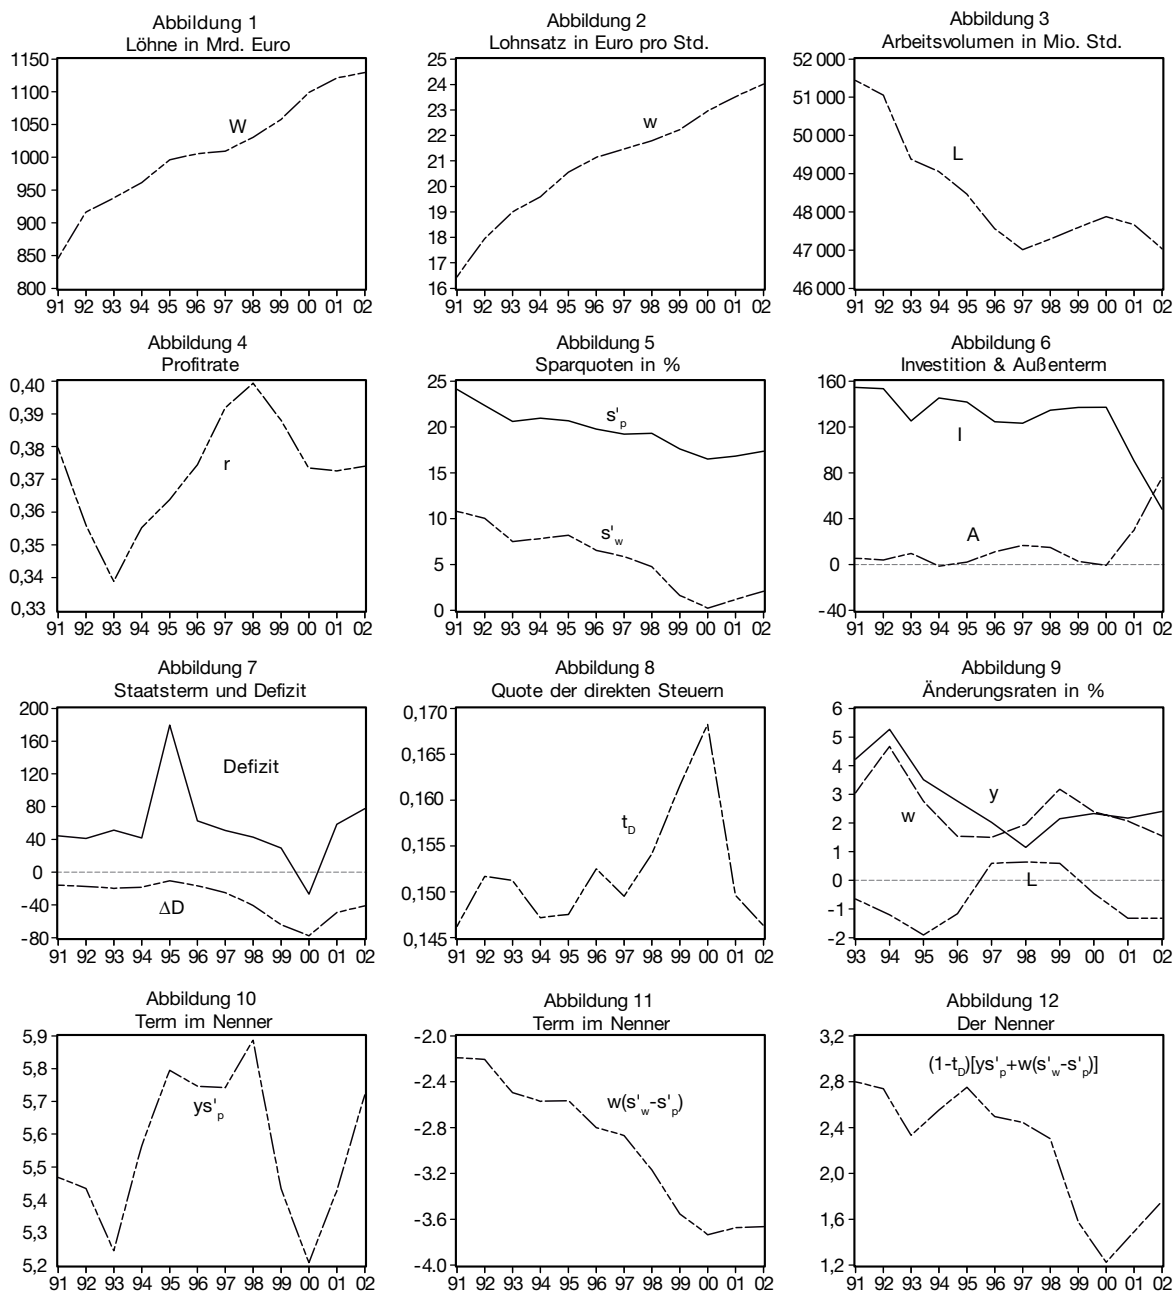 Abbildung 1
Löhne in Mrd. Euro
1150
1100
1050
1000
950
900
850
800
W
91 92 93 94 95 96 97 98 99 00 01 02
Abbildung 2
Lohnsatz in Euro pro Std.
25
24
23
22
21
20
19
18
17
16
w
91 92 93 94 95 96 97 98 99 00 01 02
Abbildung 3
Arbeitsvolumen in Mio. Std.
52 000
51 000
50 000
49 000
48 000
47 000
46 000
L
91 92 93 94 95 96 97 98 99 00 01 02
Abbildung 4
Profitrate
0,40
0,39
0,38
0,37
0,36
0,35
0,34
0,33
r
91 92 93 94 95 96 97 98 99 00 01 02
Abbildung 5
Sparquoten in %
25
20
15
10
5
0
s'p
s'w
91 92 93 94 95 96 97 98 99 00 01 02
Abbildung 6
Investition & Außenterm
160
120
80
40
0
-40
I
A
91 92 93 94 95 96 97 98 99 00 01 02
Abbildung 7
Staatsterm und Defizit
200
160
120
80
40
0
-40
-80
Defizit
ΔD
91 92 93 94 95 96 97 98 99 00 01 02
Abbildung 8
Quote der direkten Steuern
0,170
0,165
0,160
0,155
0,150
0,145
tD
91 92 93 94 95 96 97 98 99 00 01 02
Abbildung 9
Änderungsraten in %
6
5
4
3
2
1
0
-1
-2
y
w
L
93 94 95 96 97 98 99 00 01 02
Abbildung 10
Term im Nenner
5,9
5,8
5,7
5,6
5,5
5,4
5,3
5,2
ys'p
91 92 93 94 95 96 97 98 99 00 01 02
Abbildung 11
Term im Nenner
-2.0
-2.4
-2.8
-3.2
-3.6
-4.0
w(s'w-s'p)
91 92 93 94 95 96 97 98 99 00 01 02
Abbildung 12
Der Nenner
3,2
2,8
2,4
2,0
1,6
1,2
(1-tD)[ys'p+w(s'w-s'p)]
91 92 93 94 95 96 97 98 99 00 01 02